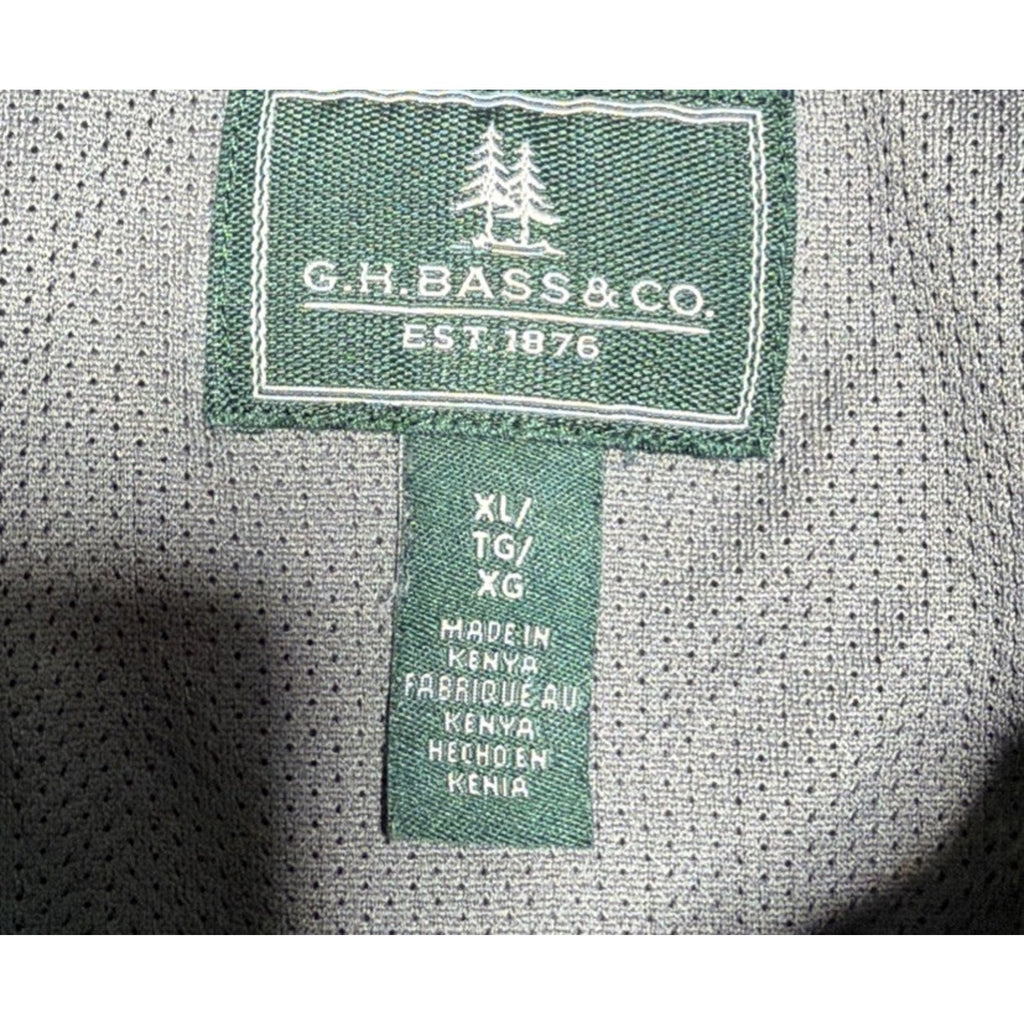 G.H.BASS & CO.
EST. 1876
XL/
TG/
XG
MADE IN
KENYA
FABRIQUE AU
KENYA
HECHO EN
KENIA